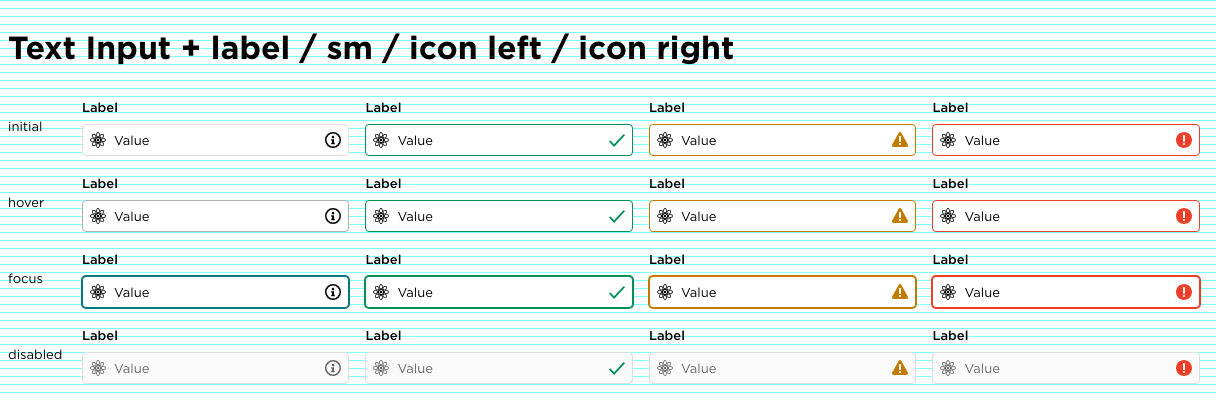 Text Input + label / sm / icon left / icon right
Label Label Label Label
initial Value Value Value Value
Label Label Label Label
hover Value Value Value Value
Label Label Label Label
focus Value Value Value Value
Label Label Label Label
disabled Value Value Value Value